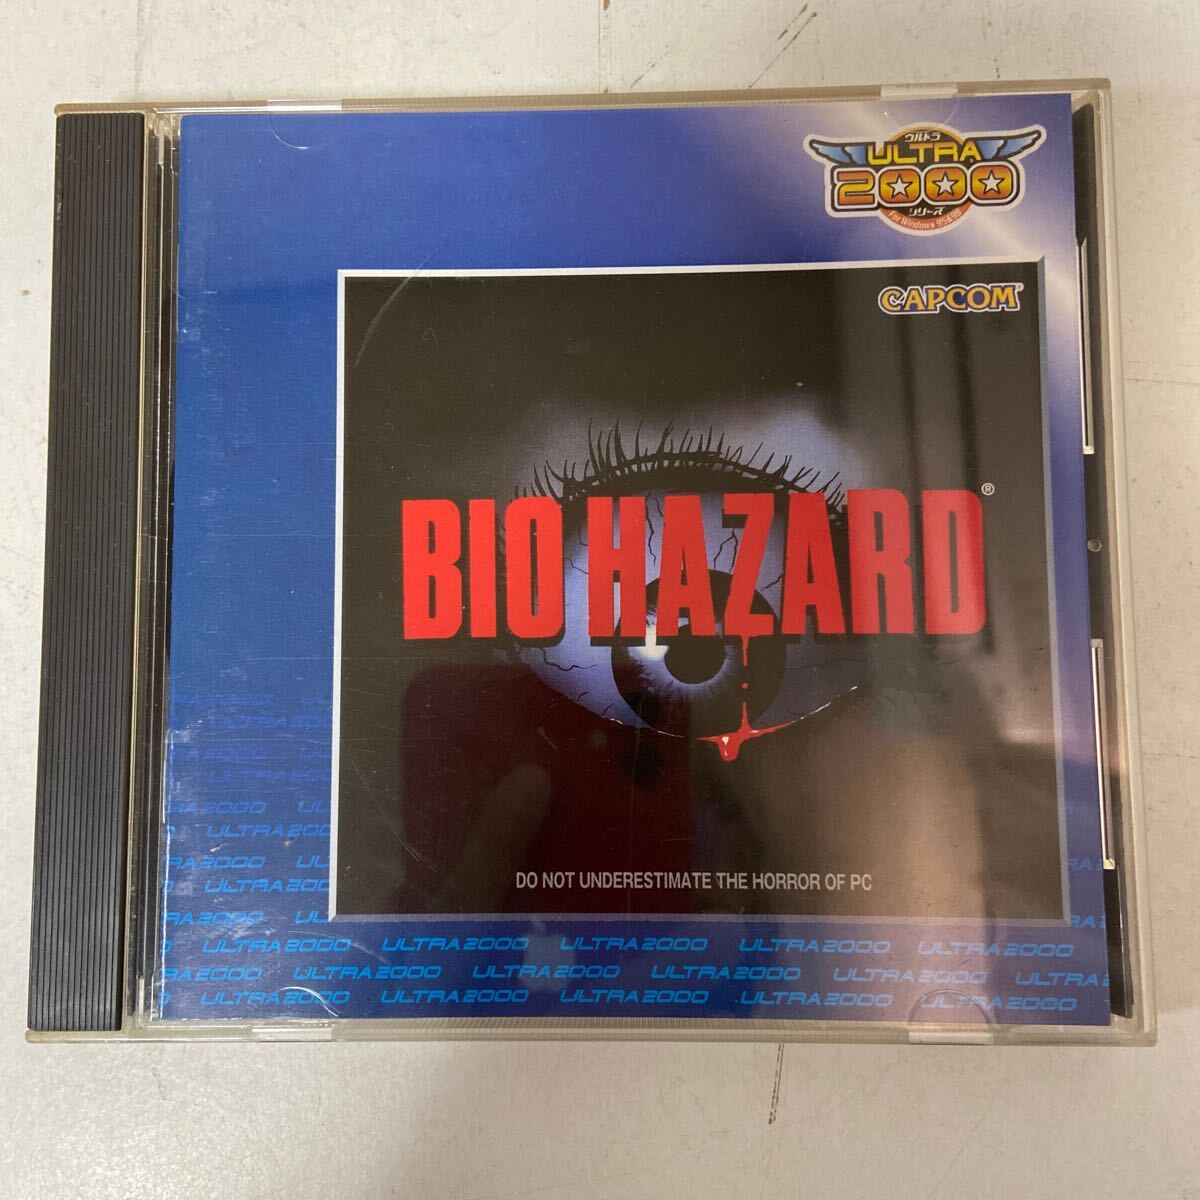 ウルトラ
ULTRA
2000
シリーズ
For Windows 95&98
CAPCOM®
BIO HAZARD®
DO NOT UNDERESTIMATE THE HORROR OF PC
ULTRA2000
ULTRA2000
ULTRA2000
ULTRA2000
ULTRA2000
ULTRA2000 ULTRA2000 ULTRA2000 ULTRA2000 ULTRA2000
ULTRA2000 ULTRA2000 ULTRA2000 ULTRA2000
ULTRA2000 ULTRA2000 ULTRA2000 ULTRA2000 ULTRA2000